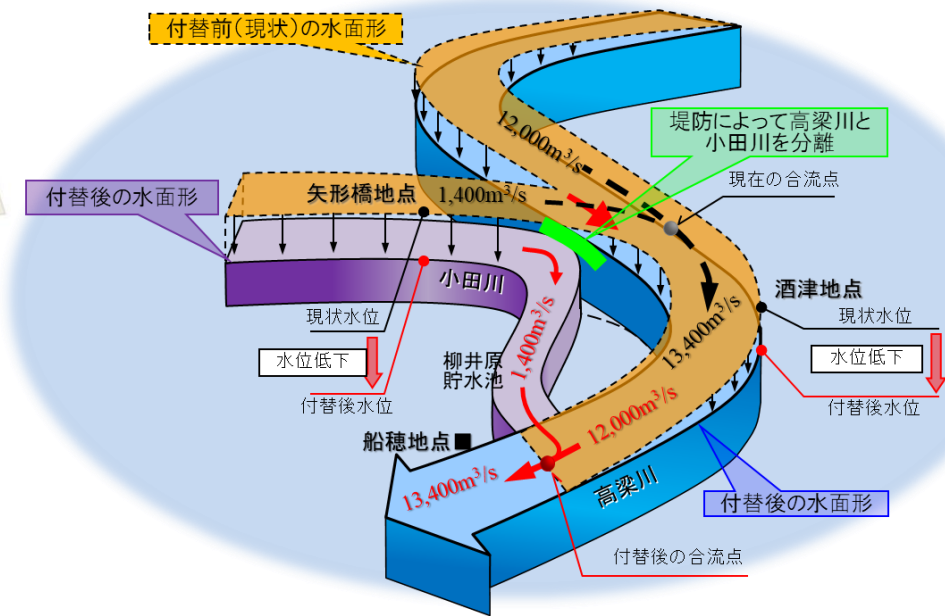 付替前(現状)の水面形
12,000m³/s
堤防によって高梁川と
小田川を分離
現在の合流点
付替後の水面形
矢形橋地点
1,400m³/s
小田川
酒津地点
現状水位
水位低下
付替後水位
現状水位
水位低下
付替後水位
1,400m³/s
柳井原
貯水池
13,400m³/s
12,000m³/s
船穂地点■
13,400m³/s
高梁川
付替後の水面形
付替後の合流点